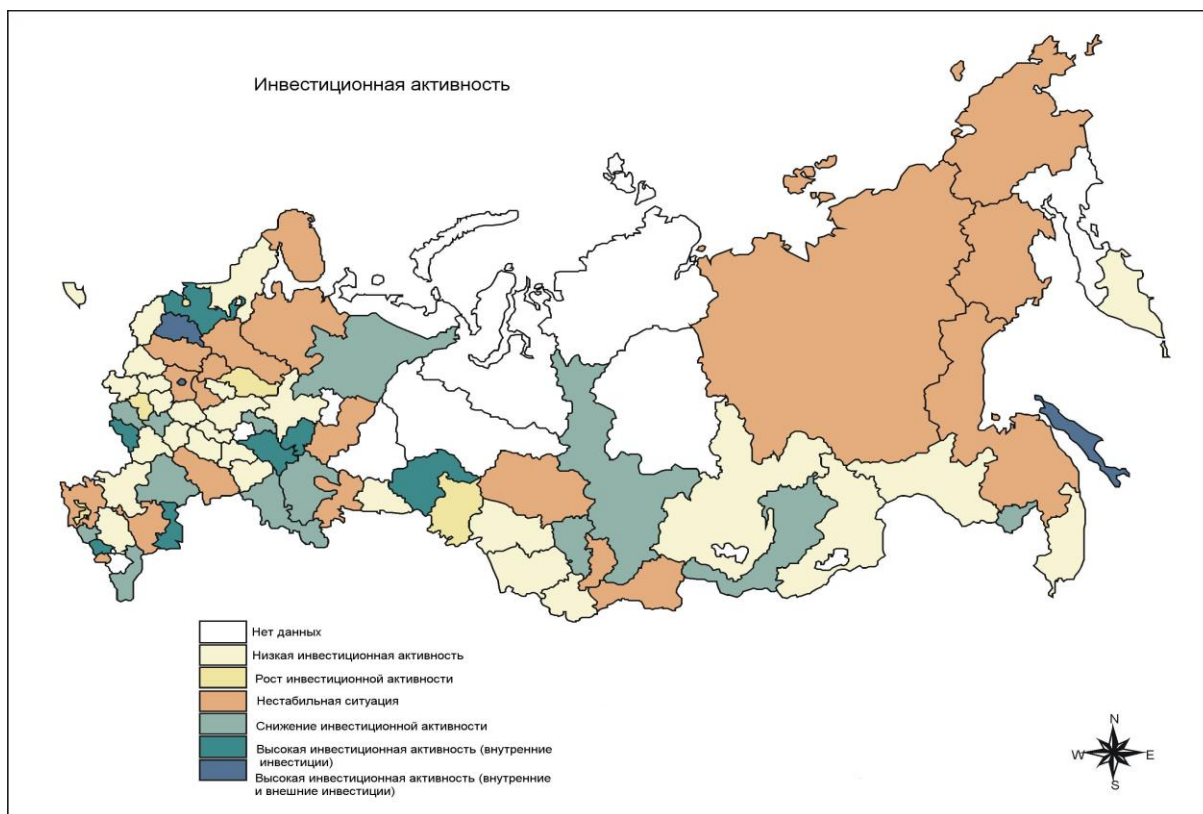 Инвестиционная активность
Нет данных
Низкая инвестиционная активность
Рост инвестиционной активности
Нестабильная ситуация
Снижение инвестиционной активности
Высокая инвестиционная активность (внутренние
инвестиции)
Высокая инвестиционная активность (внутренние
и внешние инвестиции)
N
W E
S